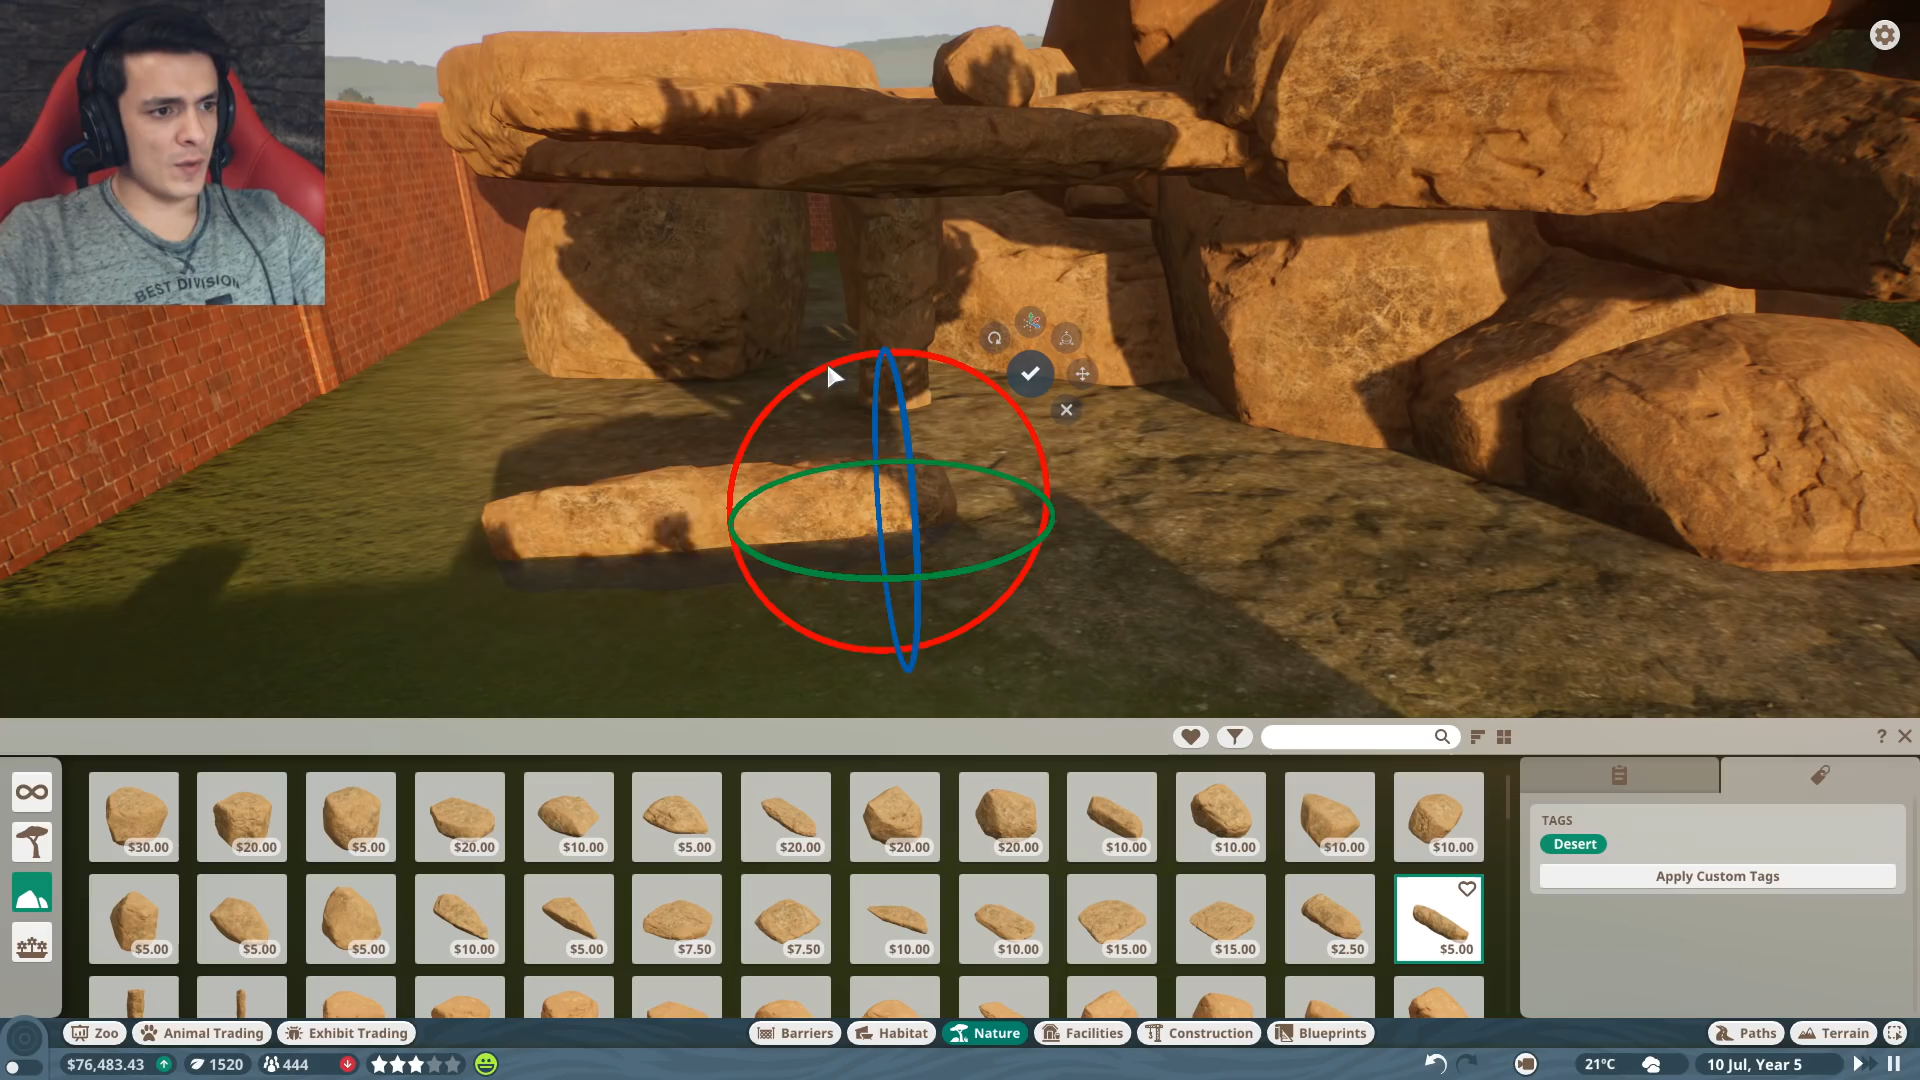 BEST DIVISION
?
$30.00 $20.00 $5.00 $20.00 $10.00 $5.00 $20.00 $20.00 $20.00 $10.00 $10.00 $10.00 $10.00
$5.00 $5.00 $5.00 $10.00 $5.00 $7.50 $7.50 $10.00 $10.00 $15.00 $15.00 $2.50 $5.00
TAGS
Desert
Apply Custom Tags
Zoo Animal Trading Exhibit Trading Barriers Habitat Nature Facilities Construction Blueprints Paths Terrain
$76,483.43 1520 444 21°C 10 Jul, Year 5